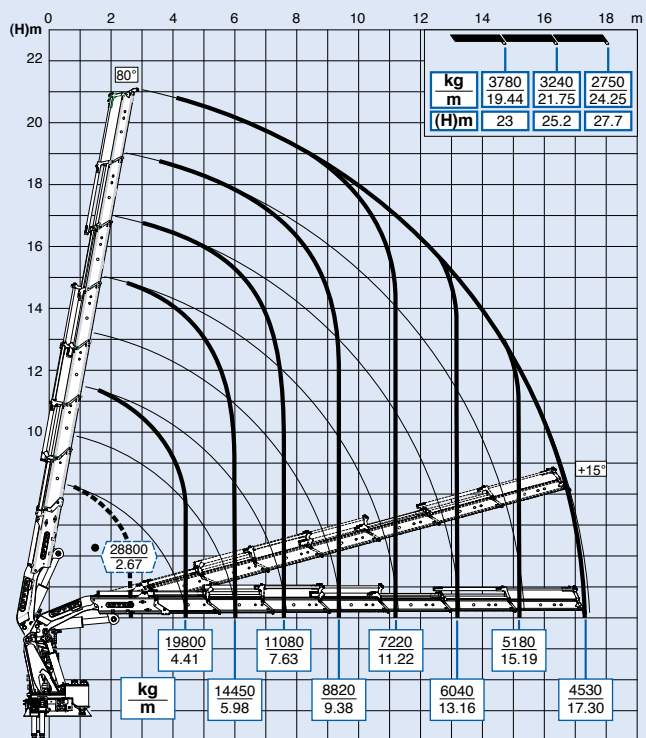 0 2 4 6 8 10 12 14 16 18 m
(H)m
22
20
18
16
14
12
10
80°
kg 3780 3240 2750
m 19.44 21.75 24.25
(H)m 23 25.2 27.7
+15°
28800
2.67
19800 11080 7220 5180
4.41 7.63 11.22 15.19
kg 14450 8820 6040 4530
m 5.98 9.38 13.16 17.30